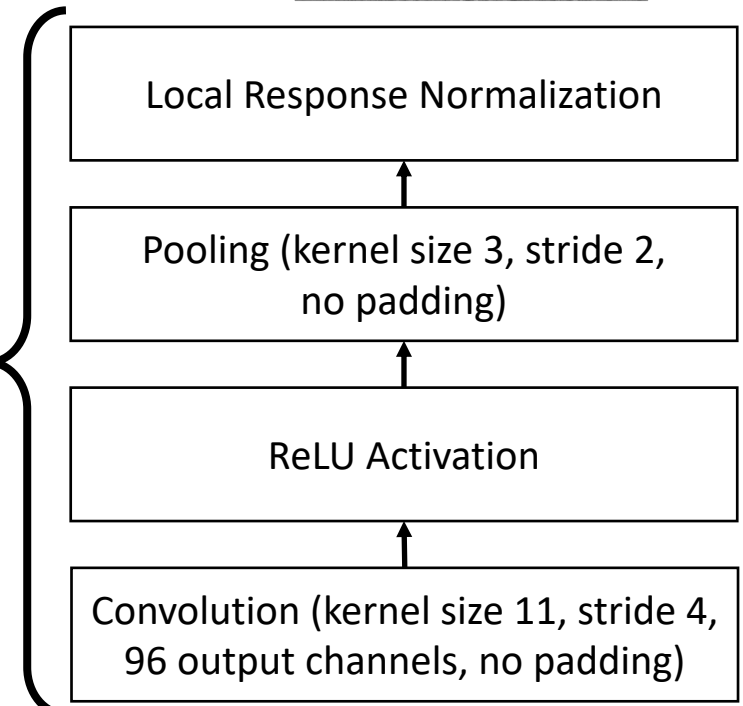 Local Response Normalization
Pooling (kernel size 3, stride 2,
no padding)
ReLU Activation
Convolution (kernel size 11, stride 4,
96 output channels, no padding)